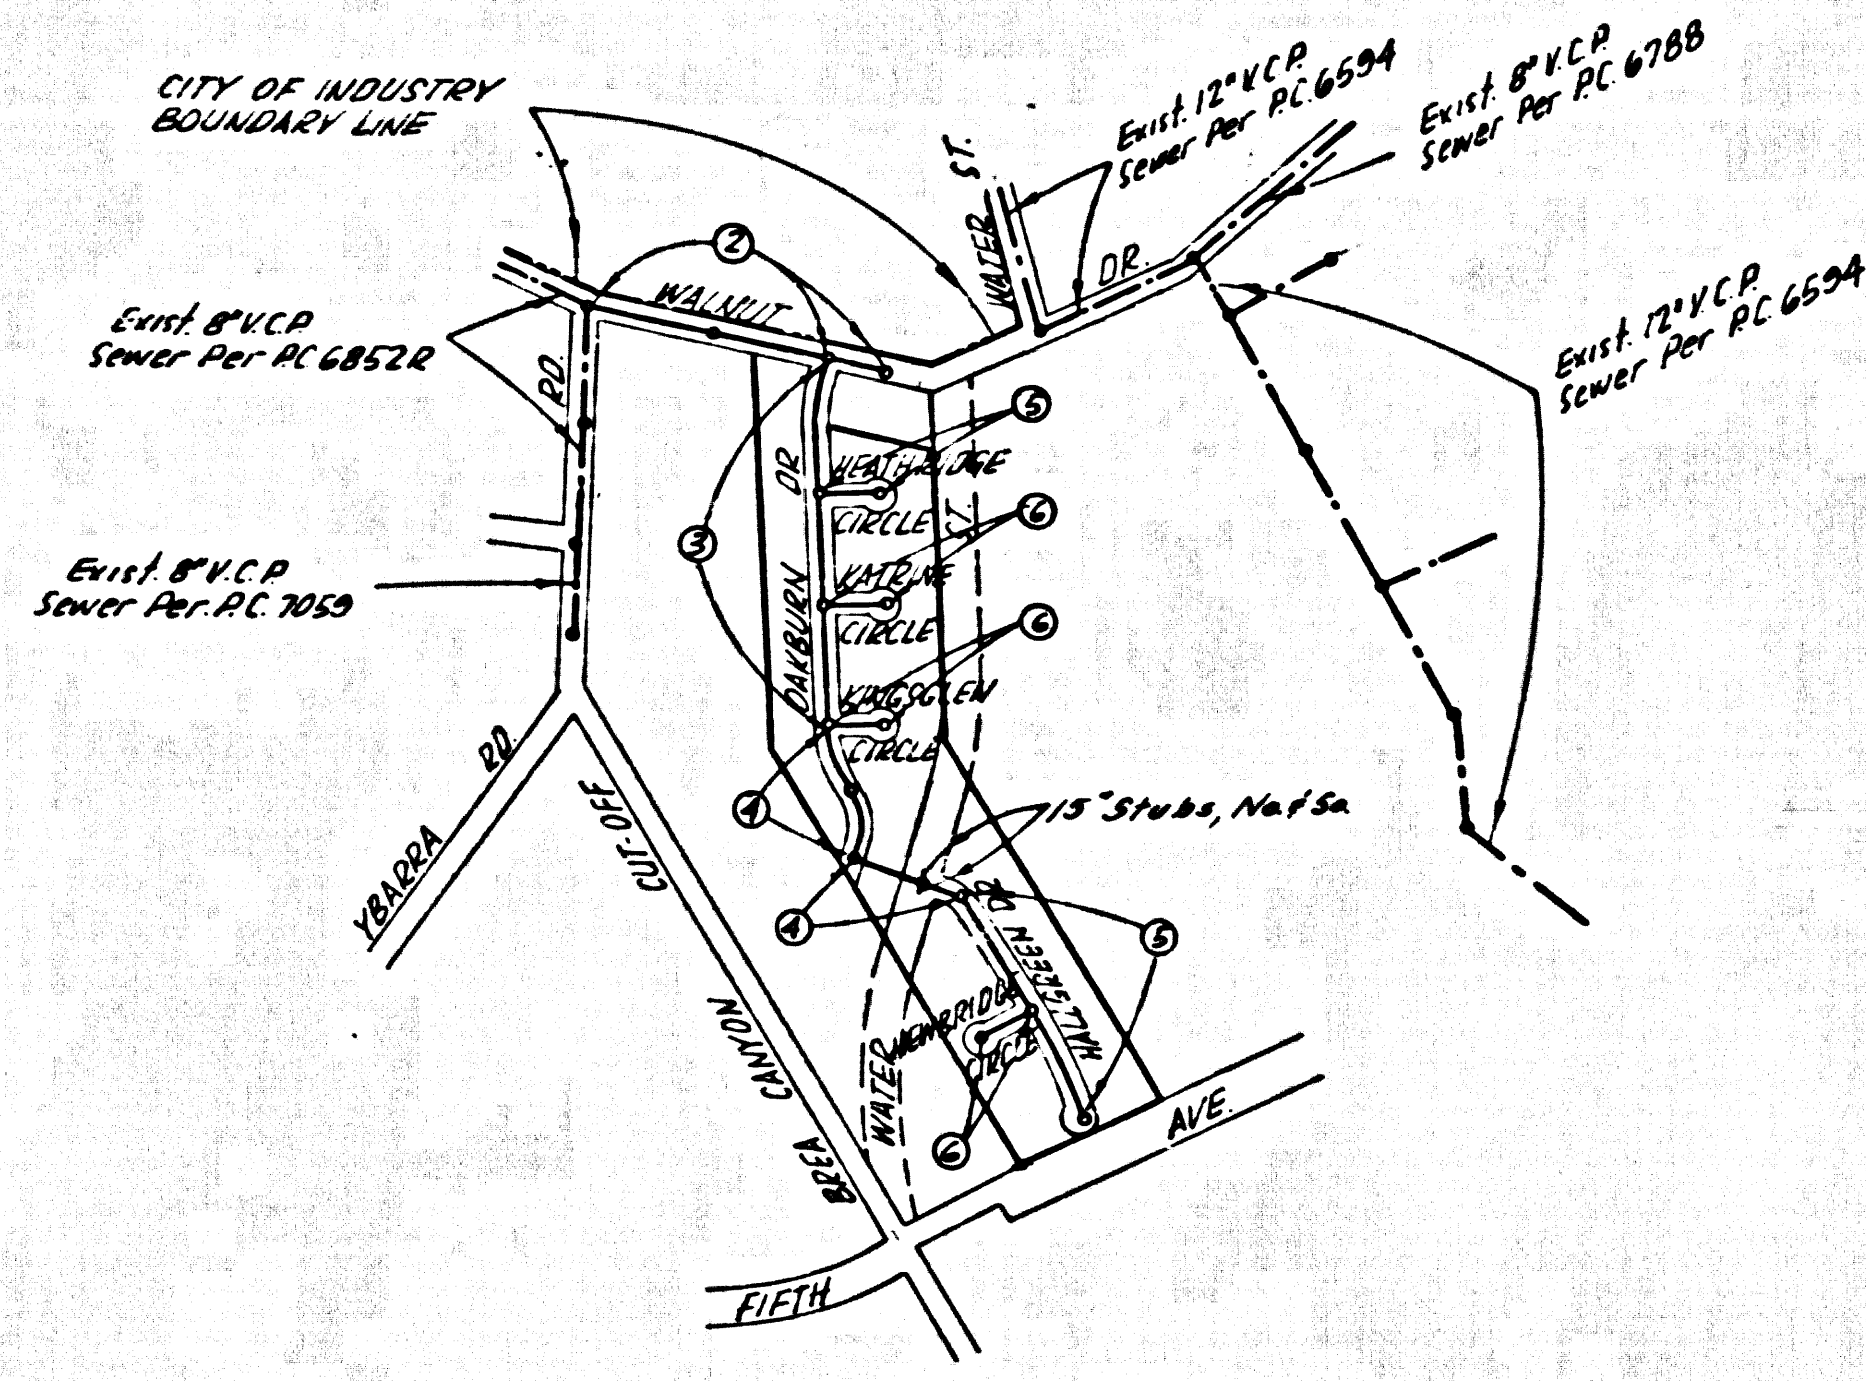 CITY OF INDUSTRY
BOUNDARY LINE
Exist. 12" V.C.P.
Sewer Per P.C. 6594
Exist. 8" V.C.P.
Sewer Per P.C. 6788
WATER ST.
DR.
2
WALNUT
Exist. 8" V.C.P.
Sewer Per P.C 6852R
RD.
Exist. 12" V.C.P.
Sewer Per P.C. 6594
5
HEATHRIDGE
CIRCLE
DR
ST.
6
3
KATRINE
CIRCLE
Exist. 8" V.C.P.
Sewer Per. P.C. 7059
OAKBURN
6
KINGSGLEN
CIRCLE
RD.
YBARRA
CUT-OFF
4
15" Stubs, No. & So.
4
DR
HALLGREEN
5
NEWBRIDGE
CIRCLE
CANYON
WATER
6
BREA
AVE.
FIFTH